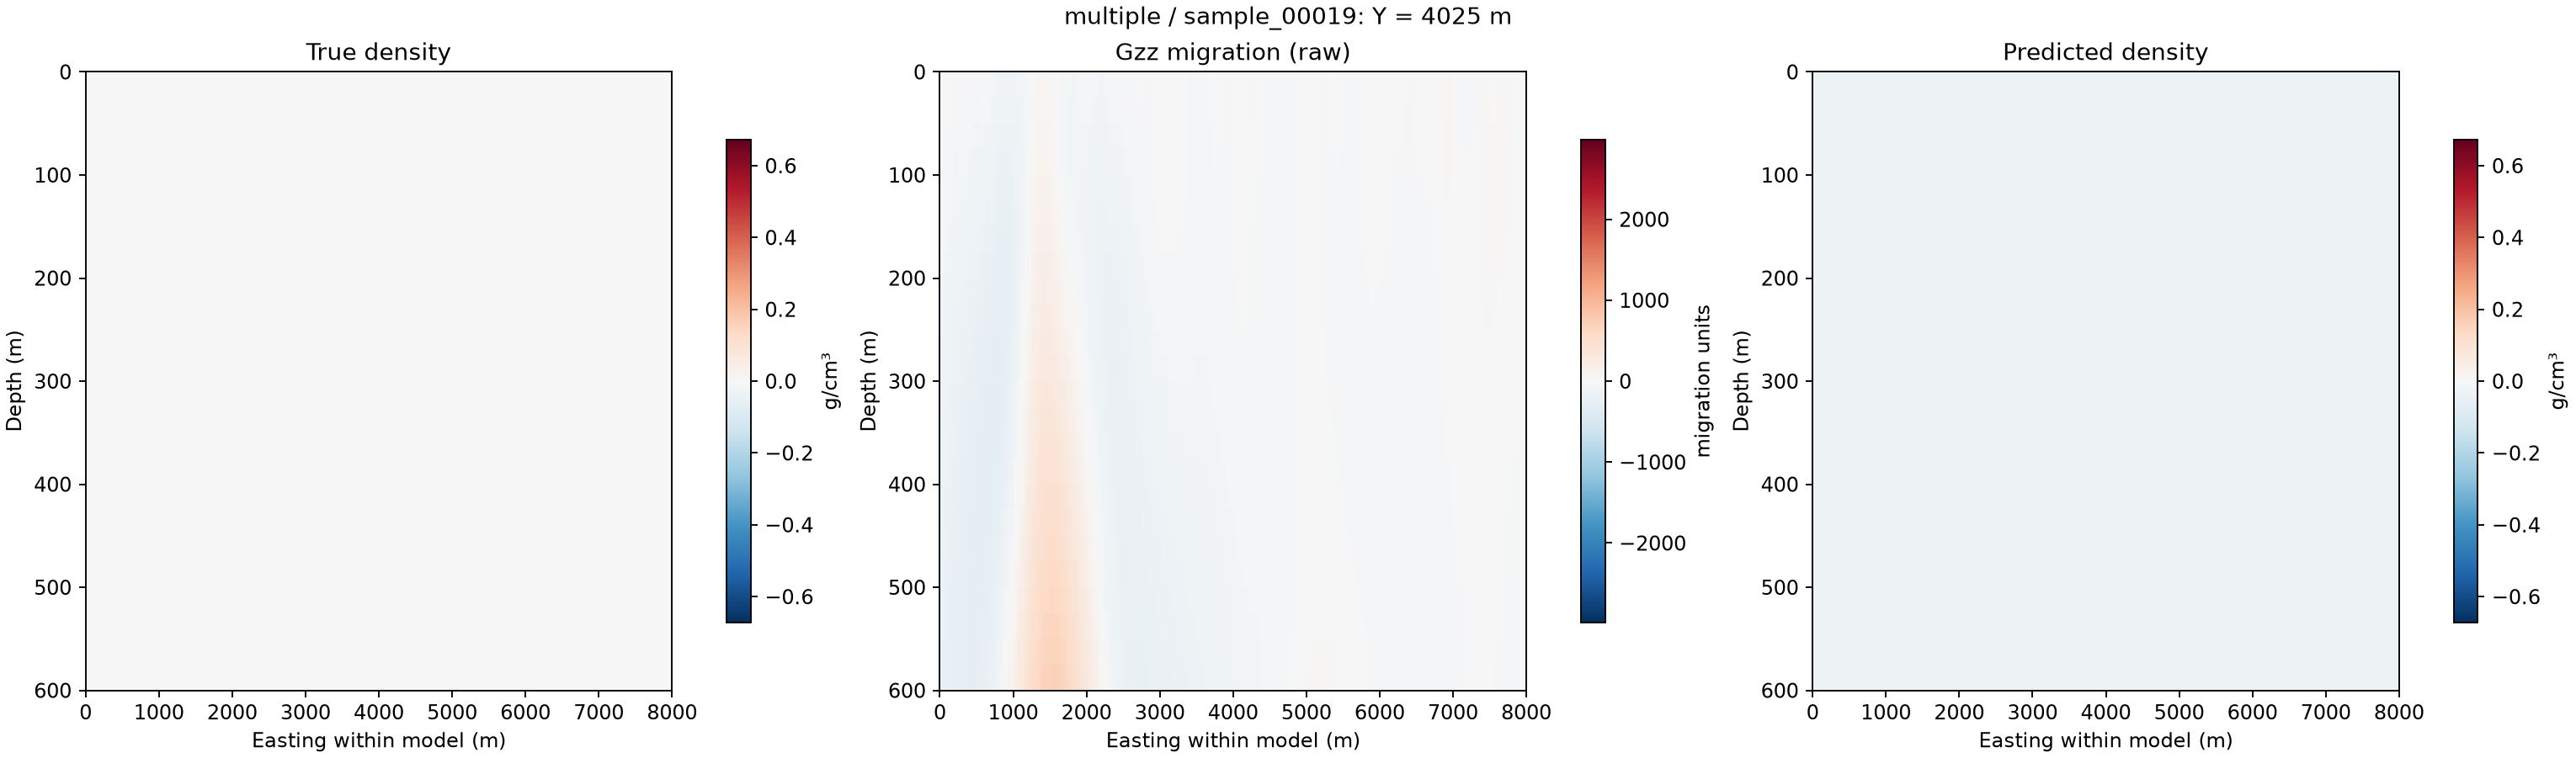 multiple / sample_00019: Y = 4025 m
True density
0
100
200
300
400
500
600
Depth (m)
0 1000 2000 3000 4000 5000 6000 7000 8000
Easting within model (m)
0.6
0.4
0.2
0.0
−0.2
−0.4
−0.6
g/cm³
Gzz migration (raw)
0
100
200
300
400
500
600
Depth (m)
0 1000 2000 3000 4000 5000 6000 7000 8000
Easting within model (m)
2000
1000
0
−1000
−2000
migration units
Predicted density
0
100
200
300
400
500
600
Depth (m)
0 1000 2000 3000 4000 5000 6000 7000 8000
Easting within model (m)
0.6
0.4
0.2
0.0
−0.2
−0.4
−0.6
g/cm³